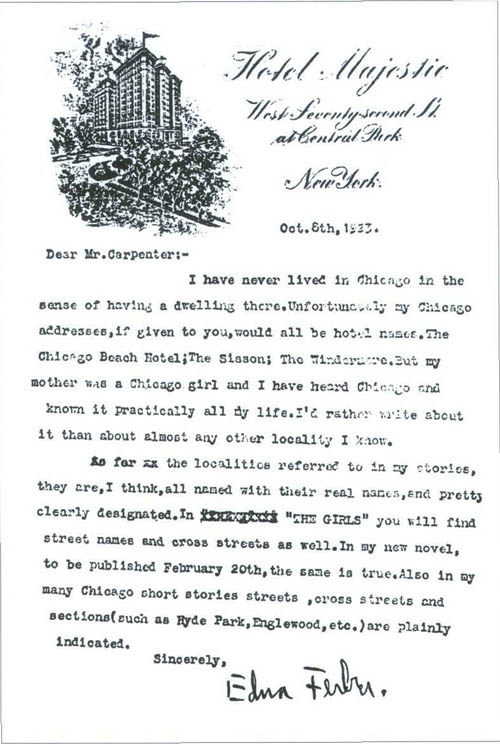 Hotel Majestic
West Seventy-second St.
at Central Park
New York.
Oct. 8th, 1923.
Dear Mr.Carpenter:-
I have never lived in Chicago in the
sense of having a dwelling there.Unfortunately my Chicago
addresses,if given to you,would all be hotel names.The
Chicago Beach Hotel;The Sisson; The Windermere.But my
mother was a Chicago girl and I have heard Chicago and
known it practically all my life.I'd rather write about
it than about almost any other locality I know.
As for xx the localities referred to in my stories,
they are,I think,all named with their real names,and pretty
clearly designated.In "THE GIRLS" you will find
street names and cross streets as well.In my new novel,
to be published February 20th,the same is true.Also in my
many Chicago short stories streets ,cross streets and
sections(such as Hyde Park,Englewood,etc.)are plainly
indicated.
Sincerely,
Edna Ferber.